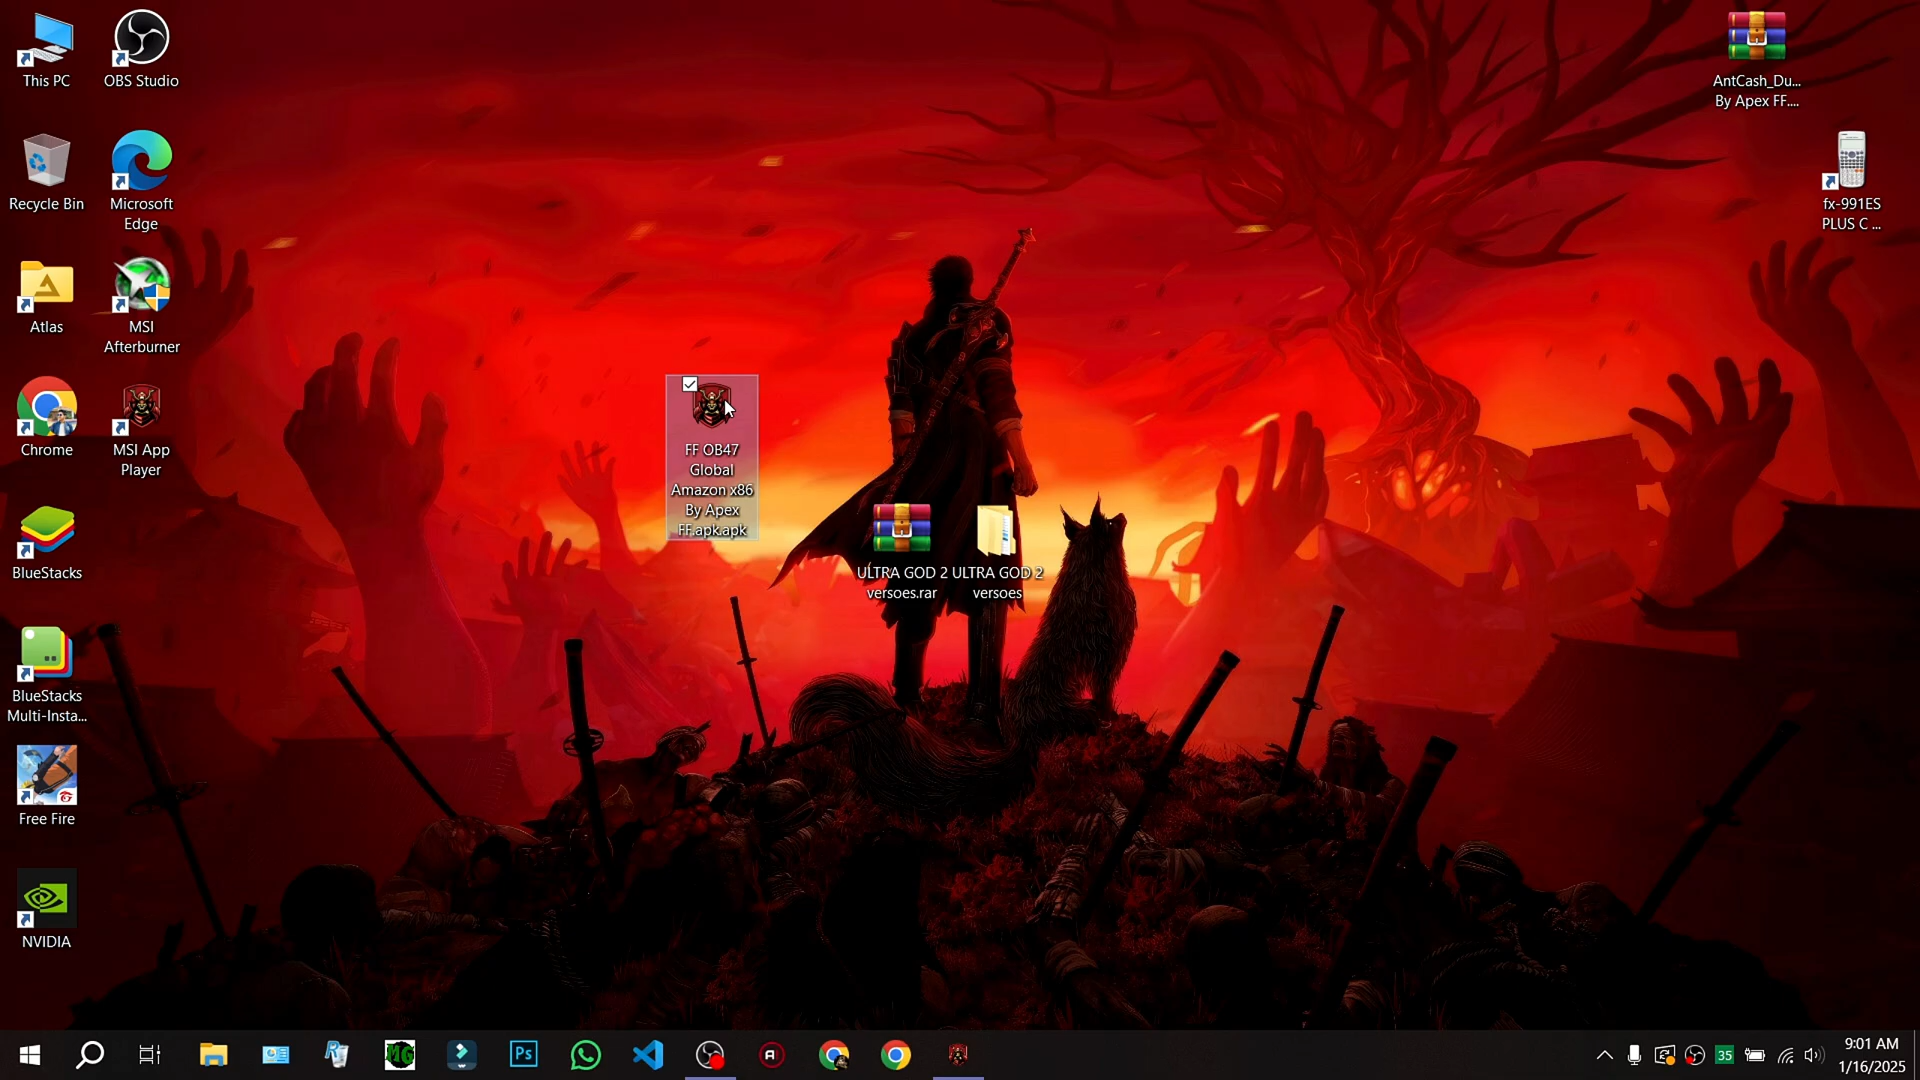 This PC
OBS Studio
Recycle Bin
Microsoft
Edge
Atlas
MSI
Afterburner
Chrome
MSI App
Player
BlueStacks
BlueStacks
Multi-Insta...
Free Fire
NVIDIA
FF OB47
Global
Amazon x86
By Apex
FF.apk.apk
ULTRA GOD 2
versoes.rar
ULTRA GOD 2
versoes
AntCash_Du...
By Apex FF....
fx-991ES
PLUS C ...
MG
Ps
A
35
9:01 AM
1/16/2025